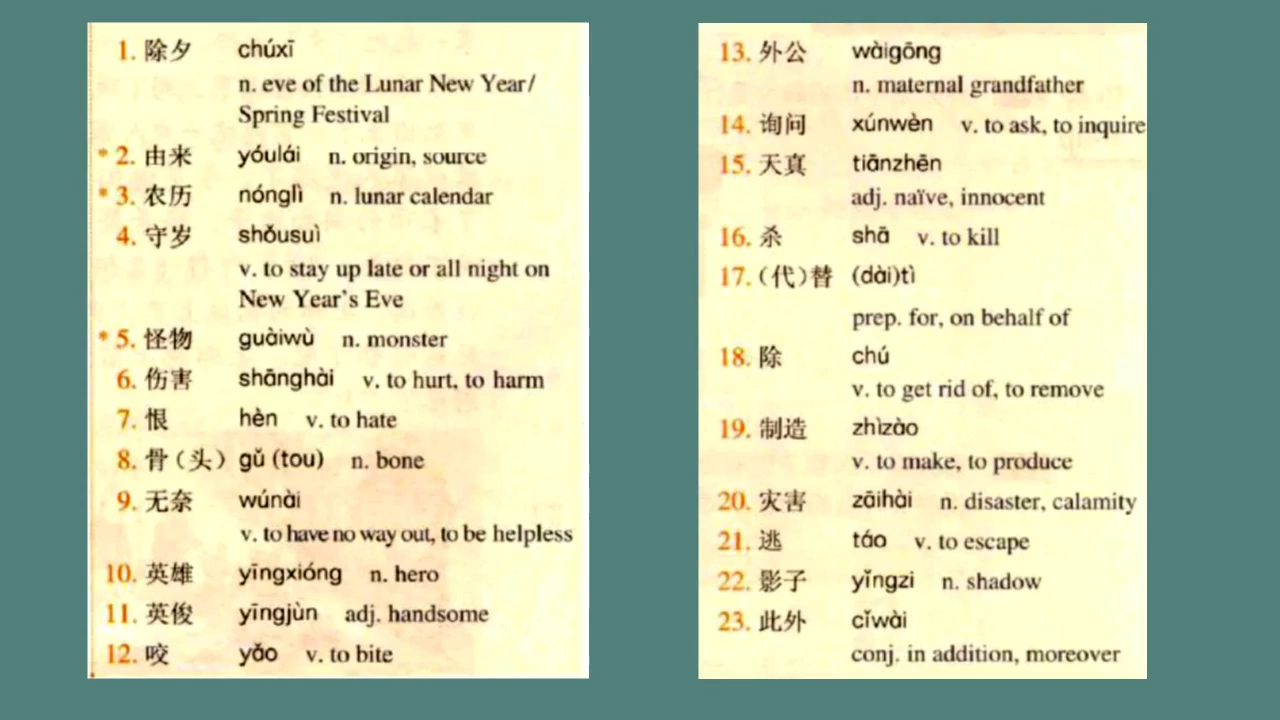 1. 除夕 chúxī
n. eve of the Lunar New Year/
Spring Festival
* 2. 由来 yóulái n. origin, source
* 3. 农历 nónglì n. lunar calendar
4. 守岁 shǒusuì
v. to stay up late or all night on
New Year's Eve
* 5. 怪物 guàiwù n. monster
6. 伤害 shānghài v. to hurt, to harm
7. 恨 hèn v. to hate
8. 骨（头） gǔ (tou) n. bone
9. 无奈 wúnài
v. to have no way out, to be helpless
10. 英雄 yīngxióng n. hero
11. 英俊 yīngjùn adj. handsome
12. 咬 yǎo v. to bite
13. 外公 wàigōng
n. maternal grandfather
14. 询问 xúnwèn v. to ask, to inquire
15. 天真 tiānzhēn
adj. naïve, innocent
16. 杀 shā v. to kill
17.（代）替 (dài)tì
prep. for, on behalf of
18. 除 chú
v. to get rid of, to remove
19. 制造 zhìzào
v. to make, to produce
20. 灾害 zāihài n. disaster, calamity
21. 逃 táo v. to escape
22. 影子 yǐngzi n. shadow
23. 此外 cǐwài
conj. in addition, moreover